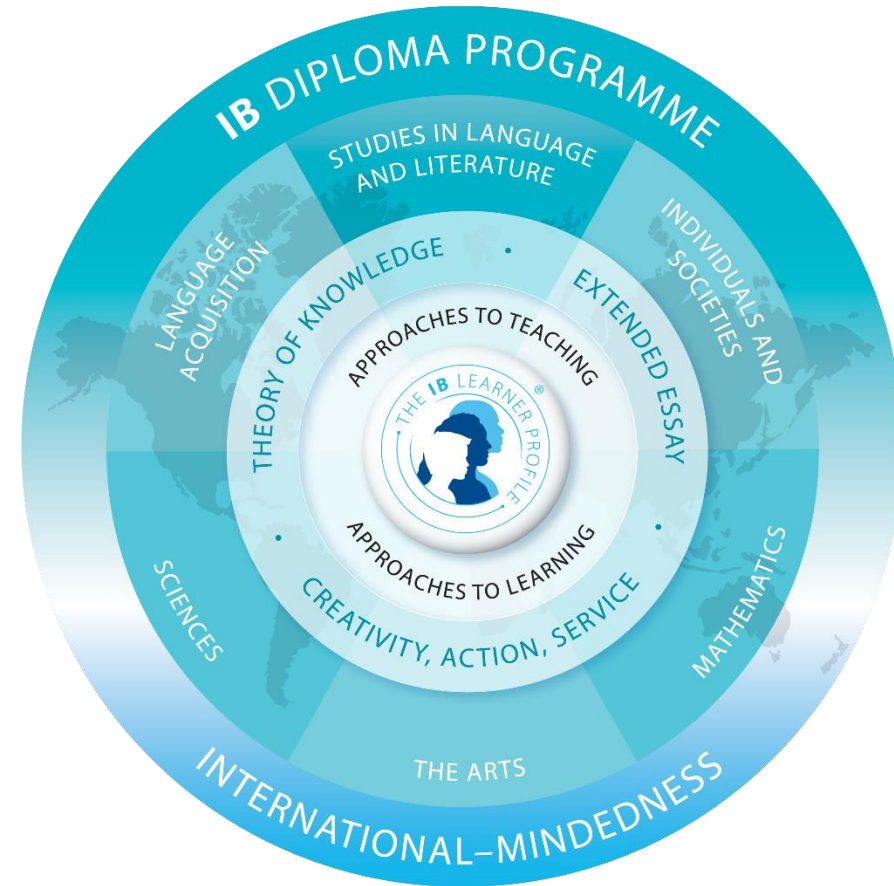 IB DIPLOMA PROGRAMME
STUDIES IN LANGUAGE
AND LITERATURE
LANGUAGE
ACQUISITION
INDIVIDUALS AND
SOCIETIES
THEORY OF KNOWLEDGE
•
EXTENDED ESSAY
APPROACHES TO TEACHING
• THE IB LEARNER PROFILE •
®
APPROACHES TO LEARNING
•
CREATIVITY, ACTION, SERVICE
•
SCIENCES
MATHEMATICS
THE ARTS
INTERNATIONAL–MINDEDNESS